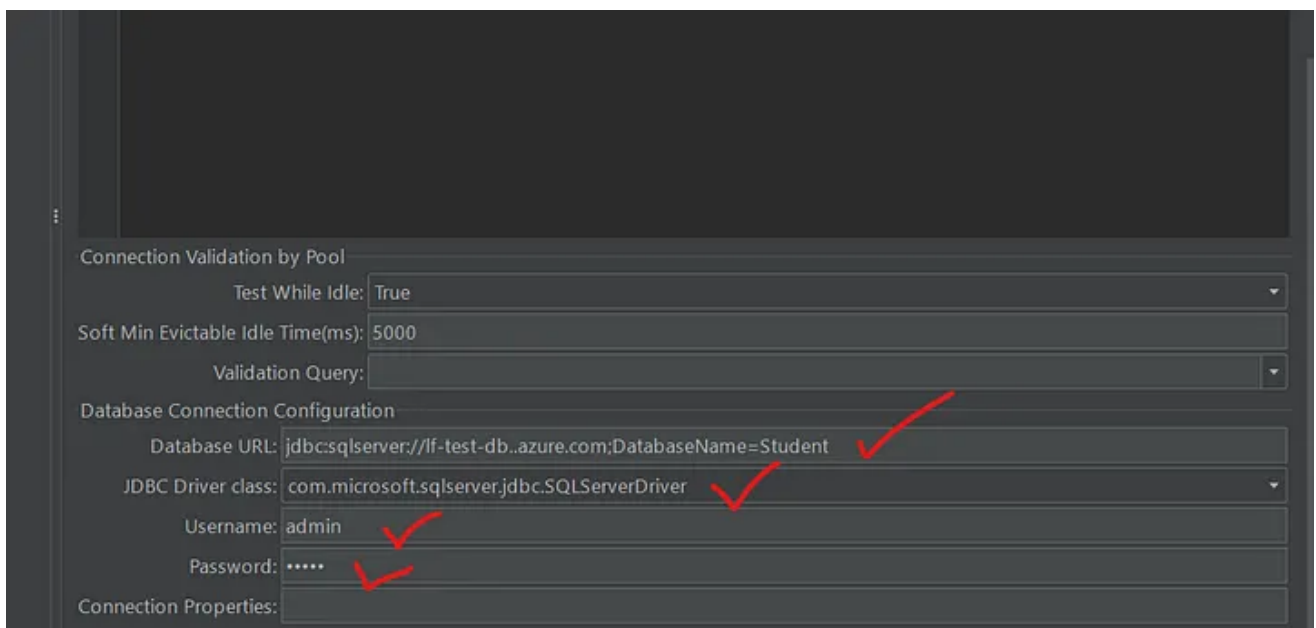 Connection Validation by Pool
Test While Idle: True
Soft Min Evictable Idle Time(ms): 5000
Validation Query:
Database Connection Configuration
Database URL: jdbc:sqlserver://lf-test-db..azure.com;DatabaseName=Student
JDBC Driver class: com.microsoft.sqlserver.jdbc.SQLServerDriver
Username: admin
Password: •••••
Connection Properties: